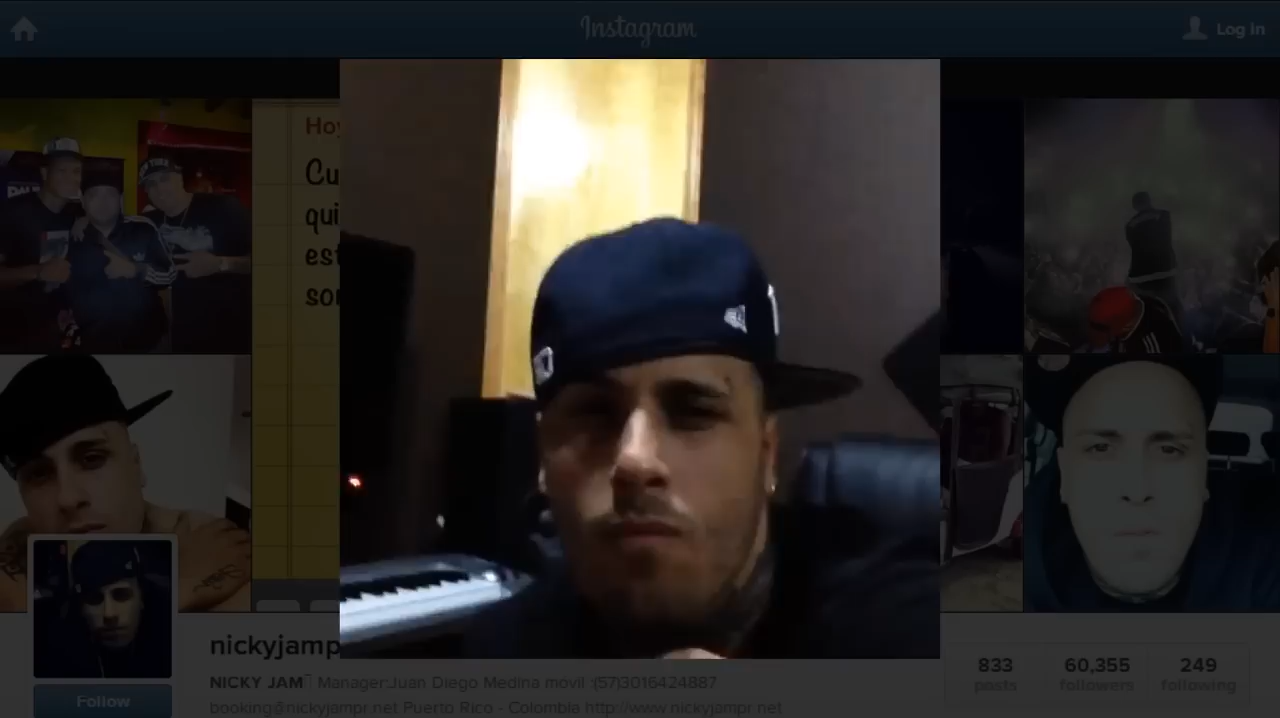 Instagram
Log in
Hoy
Cu
qui
est
sor
nickyjamp
NICKY JAM Manager:Juan Diego Medina movil :(57)3016424887
booking@nickyjampr.net Puerto Rico - Colombia http://www.nickyjampr.net
833
posts
60,355
followers
249
following
Follow